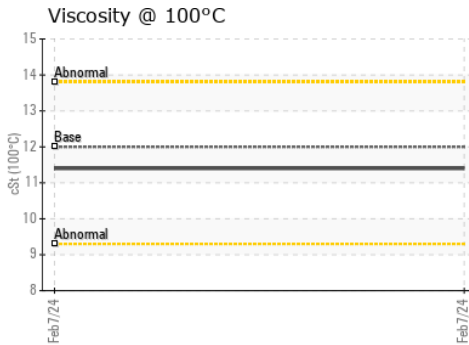 Viscosity @ 100°C
cSt (100°C)
15
14
13
12
11
10
9
8
Abnormal
Base
Abnormal
Feb7/24
Feb7/24